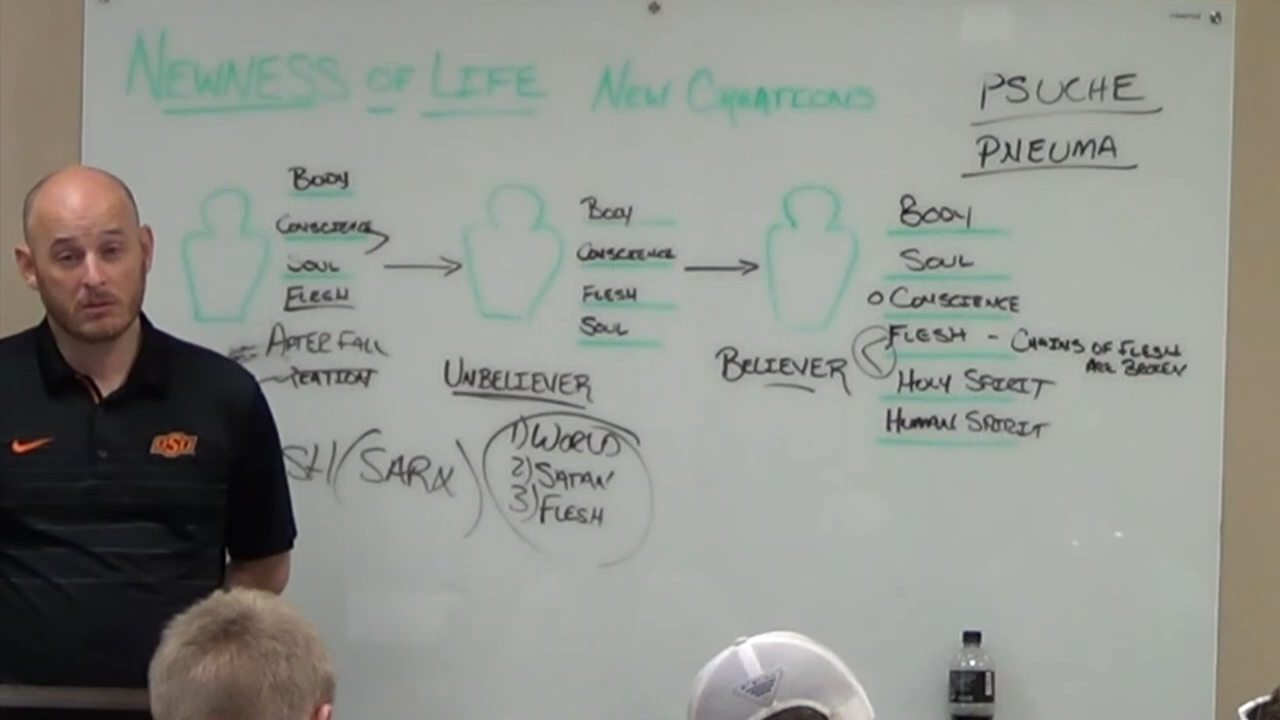 NEWNESS OF LIFE NEW CREATIONS
PSUCHE
PNEUMA
BODY
CONSCIENCE
SOUL
FLESH
AFTER FALL
BODY
CONSCIENCE
FLESH
SOUL
UNBELIEVER
(SARX)
1) WORLD
2) SATAN
3) FLESH
BELIEVER
BODY
SOUL
CONSCIENCE
FLESH - CHAINS OF FLESH
ARE BROKEN
HOLY SPIRIT
HUMAN SPIRIT
OSU